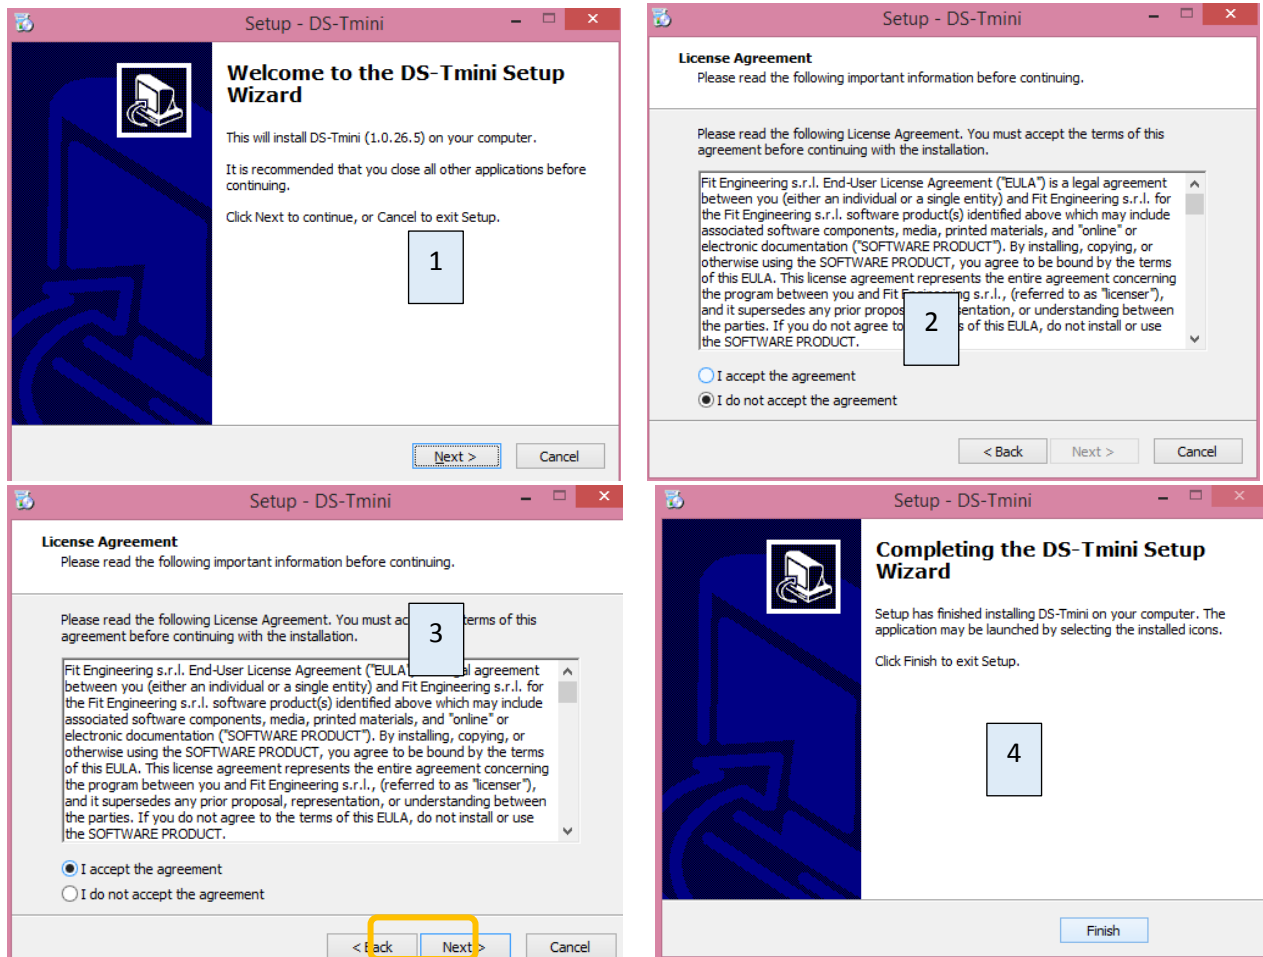 Setup - DS-Tmini
Welcome to the DS-Tmini Setup
Wizard
This will install DS-Tmini (1.0.26.5) on your computer.
It is recommended that you close all other applications before
continuing.
Click Next to continue, or Cancel to exit Setup.
1
Next >
Cancel
Setup - DS-Tmini
License Agreement
Please read the following important information before continuing.
Please read the following License Agreement. You must accept the terms of this
agreement before continuing with the installation.
Fit Engineering s.r.l. End-User License Agreement ("EULA") is a legal agreement
between you (either an individual or a single entity) and Fit Engineering s.r.l. for
the Fit Engineering s.r.l. software product(s) identified above which may include
associated software components, media, printed materials, and "online" or
electronic documentation ("SOFTWARE PRODUCT"). By installing, copying, or
otherwise using the SOFTWARE PRODUCT, you agree to be bound by the terms
of this EULA. This license agreement represents the entire agreement concerning
the program between you and Fit Engineering s.r.l., (referred to as "licenser"),
and it supersedes any prior propos sentation, or understanding between
the parties. If you do not agree to s of this EULA, do not install or use
the SOFTWARE PRODUCT.
2
I accept the agreement
I do not accept the agreement
< Back
Next >
Cancel
Setup - DS-Tmini
License Agreement
Please read the following important information before continuing.
Please read the following License Agreement. You must ac terms of this
agreement before continuing with the installation.
3
Fit Engineering s.r.l. End-User License Agreement ("EULA" al agreement
between you (either an individual or a single entity) and Fit Engineering s.r.l. for
the Fit Engineering s.r.l. software product(s) identified above which may include
associated software components, media, printed materials, and "online" or
electronic documentation ("SOFTWARE PRODUCT"). By installing, copying, or
otherwise using the SOFTWARE PRODUCT, you agree to be bound by the terms
of this EULA. This license agreement represents the entire agreement concerning
the program between you and Fit Engineering s.r.l., (referred to as "licenser"),
and it supersedes any prior proposal, representation, or understanding between
the parties. If you do not agree to the terms of this EULA, do not install or use
the SOFTWARE PRODUCT.
I accept the agreement
I do not accept the agreement
< Back
Next >
Cancel
Setup - DS-Tmini
Completing the DS-Tmini Setup
Wizard
Setup has finished installing DS-Tmini on your computer. The
application may be launched by selecting the installed icons.
Click Finish to exit Setup.
4
Finish